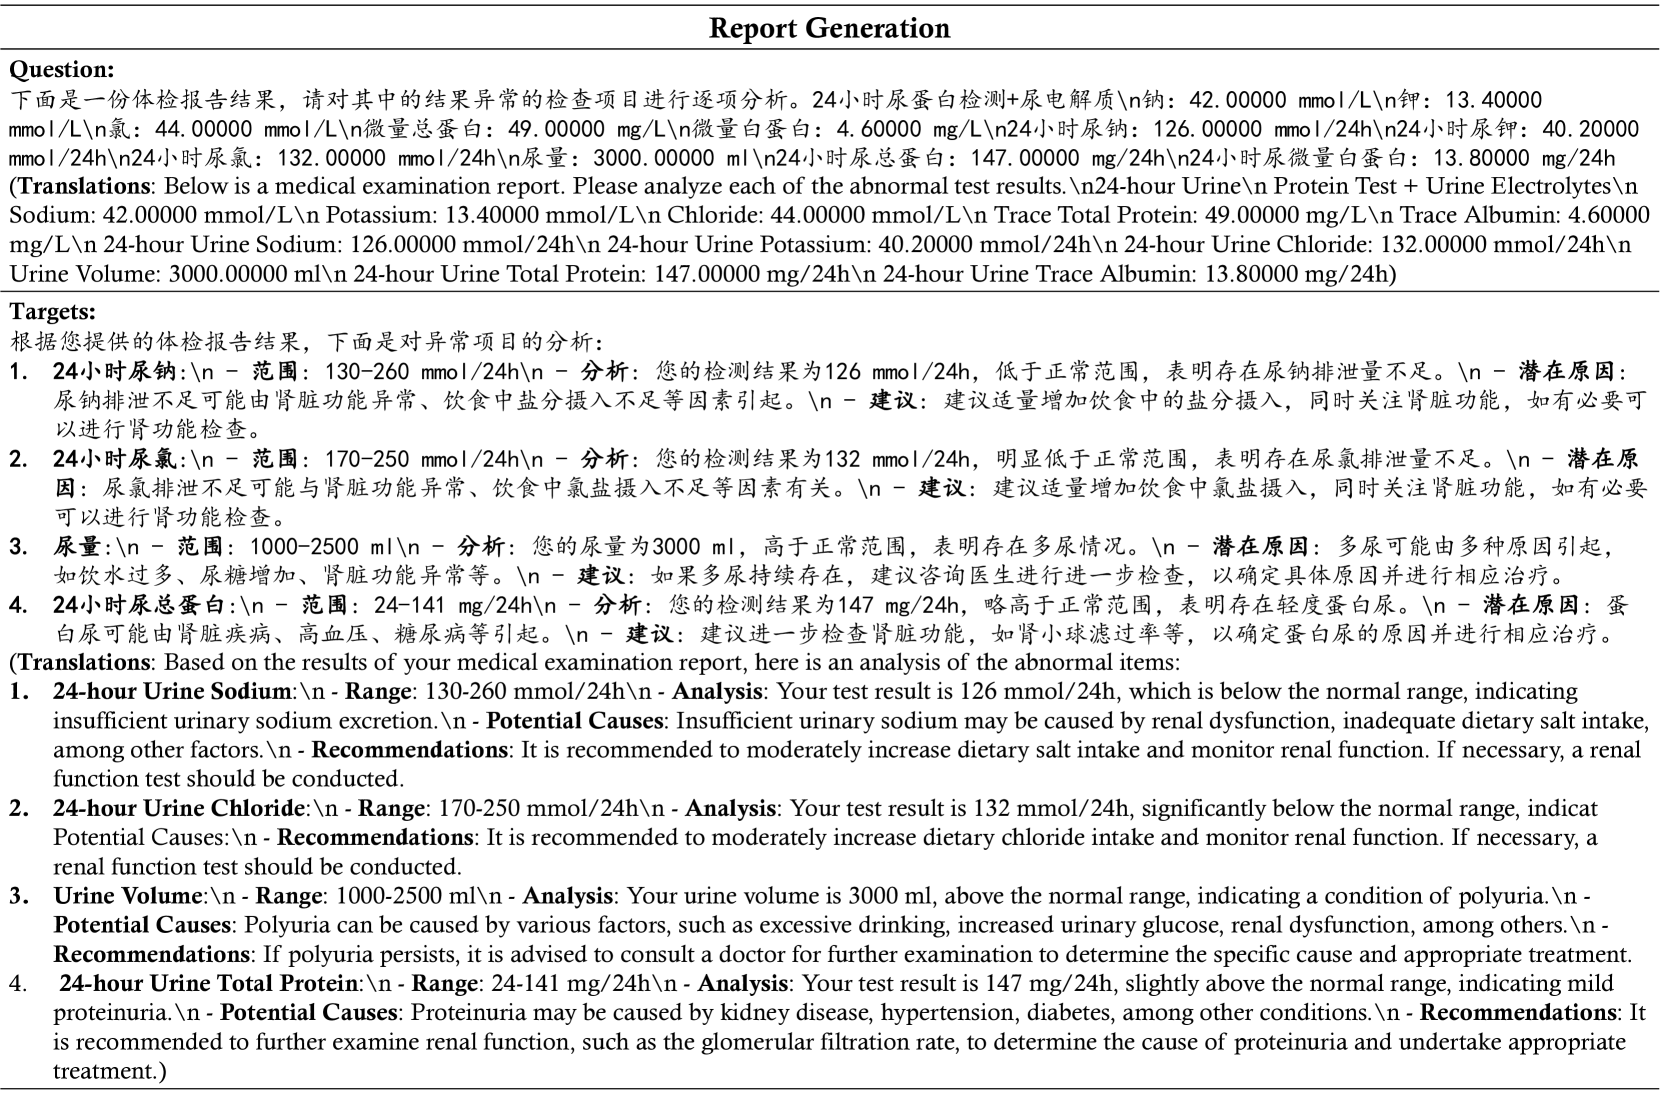 Report Generation
Question:
下面是一份体检报告结果，请对其中的结果异常的检查项目进行逐项分析。24小时尿蛋白检测+尿电解质\n钠：42.00000 mmol/L\n钾：13.40000
mmol/L\n氯：44.00000 mmol/L\n微量总蛋白：49.00000 mg/L\n微量白蛋白：4.60000 mg/L\n24小时尿钠：126.00000 mmol/24h\n24小时尿钾：40.20000
mmol/24h\n24小时尿氯：132.00000 mmol/24h\n尿量：3000.00000 ml\n24小时尿总蛋白：147.00000 mg/24h\n24小时尿微量白蛋白：13.80000 mg/24h
(Translations: Below is a medical examination report. Please analyze each of the abnormal test results.\n24-hour Urine\n Protein Test + Urine Electrolytes\n
Sodium: 42.00000 mmol/L\n Potassium: 13.40000 mmol/L\n Chloride: 44.00000 mmol/L\n Trace Total Protein: 49.00000 mg/L\n Trace Albumin: 4.60000
mg/L\n 24-hour Urine Sodium: 126.00000 mmol/24h\n 24-hour Urine Potassium: 40.20000 mmol/24h\n 24-hour Urine Chloride: 132.00000 mmol/24h\n
Urine Volume: 3000.00000 ml\n 24-hour Urine Total Protein: 147.00000 mg/24h\n 24-hour Urine Trace Albumin: 13.80000 mg/24h)
Targets:
根据您提供的体检报告结果，下面是对异常项目的分析：
1. 24小时尿钠:\n - 范围: 130-260 mmol/24h\n - 分析: 您的检测结果为126 mmol/24h，低于正常范围，表明存在尿钠排泄量不足。\n - 潜在原因:
尿钠排泄不足可能由肾脏功能异常、饮食中盐分摄入不足等因素引起。\n - 建议: 建议适量增加饮食中的盐分摄入，同时关注肾脏功能，如有必要可
以进行肾功能检查。
2. 24小时尿氯:\n - 范围: 170-250 mmol/24h\n - 分析: 您的检测结果为132 mmol/24h，明显低于正常范围，表明存在尿氯排泄量不足。\n - 潜在原
因: 尿氯排泄不足可能与肾脏功能异常、饮食中氯盐摄入不足等因素有关。\n - 建议: 建议适量增加饮食中氯盐摄入，同时关注肾脏功能，如有必要
可以进行肾功能检查。
3. 尿量:\n - 范围: 1000-2500 ml\n - 分析: 您的尿量为3000 ml，高于正常范围，表明存在多尿情况。\n - 潜在原因: 多尿可能由多种原因引起，
如饮水过多、尿糖增加、肾脏功能异常等。\n - 建议: 如果多尿持续存在，建议咨询医生进行进一步检查，以确定具体原因并进行相应治疗。
4. 24小时尿总蛋白:\n - 范围: 24-141 mg/24h\n - 分析: 您的检测结果为147 mg/24h，略高于正常范围，表明存在轻度蛋白尿。\n - 潜在原因: 蛋
白尿可能由肾脏疾病、高血压、糖尿病等引起。\n - 建议: 建议进一步检查肾脏功能，如肾小球滤过率等，以确定蛋白尿的原因并进行相应治疗。
(Translations: Based on the results of your medical examination report, here is an analysis of the abnormal items:
1. 24-hour Urine Sodium:\n - Range: 130-260 mmol/24h\n - Analysis: Your test result is 126 mmol/24h, which is below the normal range, indicating
insufficient urinary sodium excretion.\n - Potential Causes: Insufficient urinary sodium may be caused by renal dysfunction, inadequate dietary salt intake,
among other factors.\n - Recommendations: It is recommended to moderately increase dietary salt intake and monitor renal function. If necessary, a renal
function test should be conducted.
2. 24-hour Urine Chloride:\n - Range: 170-250 mmol/24h\n - Analysis: Your test result is 132 mmol/24h, significantly below the normal range, indicat
Potential Causes:\n - Recommendations: It is recommended to moderately increase dietary chloride intake and monitor renal function. If necessary, a
renal function test should be conducted.
3. Urine Volume:\n - Range: 1000-2500 ml\n - Analysis: Your urine volume is 3000 ml, above the normal range, indicating a condition of polyuria.\n -
Potential Causes: Polyuria can be caused by various factors, such as excessive drinking, increased urinary glucose, renal dysfunction, among others.\n -
Recommendations: If polyuria persists, it is advised to consult a doctor for further examination to determine the specific cause and appropriate treatment.
4. 24-hour Urine Total Protein:\n - Range: 24-141 mg/24h\n - Analysis: Your test result is 147 mg/24h, slightly above the normal range, indicating mild
proteinuria.\n - Potential Causes: Proteinuria may be caused by kidney disease, hypertension, diabetes, among other conditions.\n - Recommendations: It
is recommended to further examine renal function, such as the glomerular filtration rate, to determine the cause of proteinuria and undertake appropriate
treatment.)